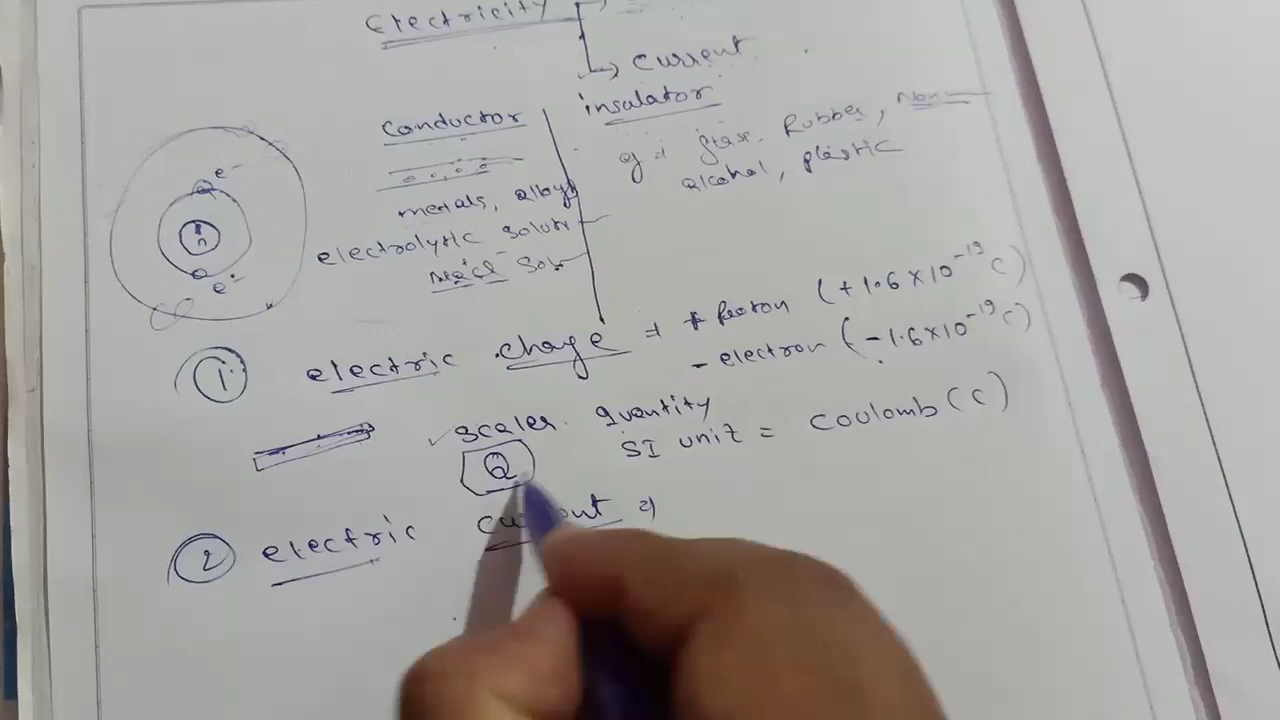 Electricity
→ Current
Conductor
insulator
eg → glass, Rubber, Non
alcohol, plastic
e⁻
n
e⁻
metals, alloys
electrolytic solution
Nacl Sol
① electric charge → + Proton (+1.6×10⁻¹⁹ C)
- electron (-1.6×10⁻¹⁹ C)
✓ Scaler quantity
SI unit = Coulomb (C)
Q
② electric current ⇒